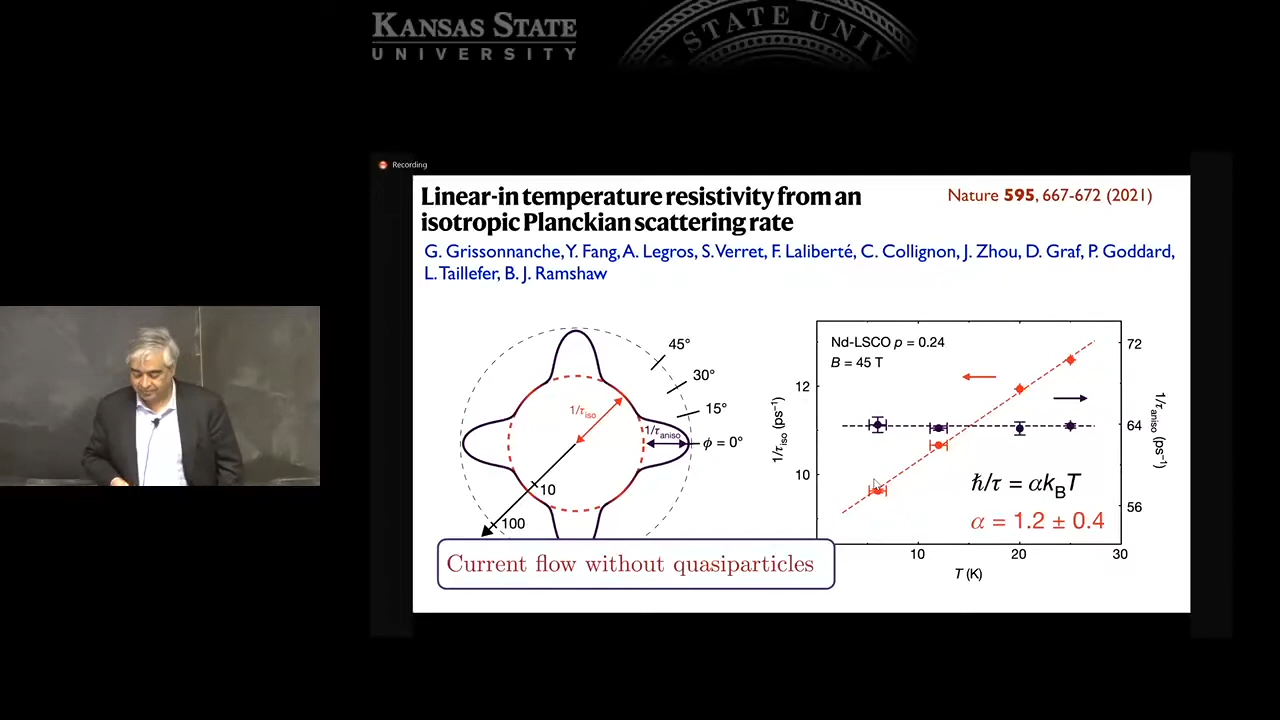 KANSAS STATE
UNIVERSITY
STATE UNIV
Recording
Linear-in temperature resistivity from an
isotropic Planckian scattering rate
Nature 595, 667-672 (2021)
G. Grissonnanche, Y. Fang, A. Legros, S. Verret, F. Laliberté, C. Collignon, J. Zhou, D. Graf, P. Goddard,
L. Taillefer, B. J. Ramshaw
45°
30°
15°
ϕ = 0°
1/τiso
1/τaniso
10
100
Current flow without quasiparticles
Nd-LSCO p = 0.24
B = 45 T
12
10
1/τiso (ps⁻¹)
72
64
56
1/τaniso (ps⁻¹)
ℏ/τ = αkBT
α = 1.2 ± 0.4
10 20 30
T (K)